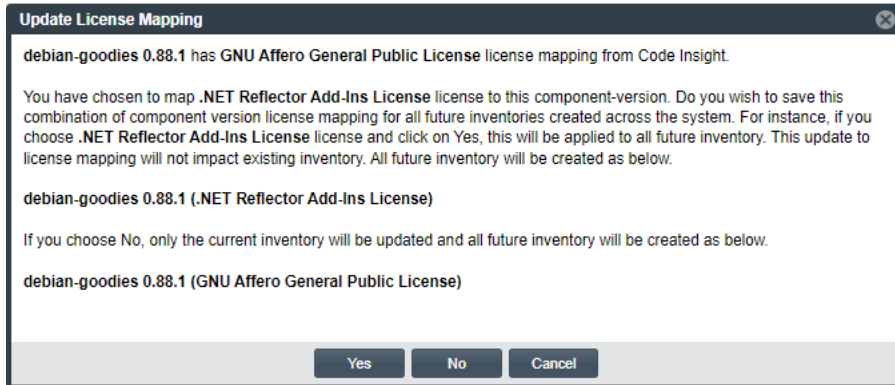 Update License Mapping
debian-goodies 0.88.1 has GNU Affero General Public License license mapping from Code Insight.
You have chosen to map .NET Reflector Add-Ins License license to this component-version. Do you wish to save this
combination of component version license mapping for all future inventories created across the system. For instance, if you
choose .NET Reflector Add-Ins License license and click on Yes, this will be applied to all future inventory. This update to
license mapping will not impact existing inventory. All future inventory will be created as below.
debian-goodies 0.88.1 (.NET Reflector Add-Ins License)
If you choose No, only the current inventory will be updated and all future inventory will be created as below.
debian-goodies 0.88.1 (GNU Affero General Public License)
Yes No Cancel